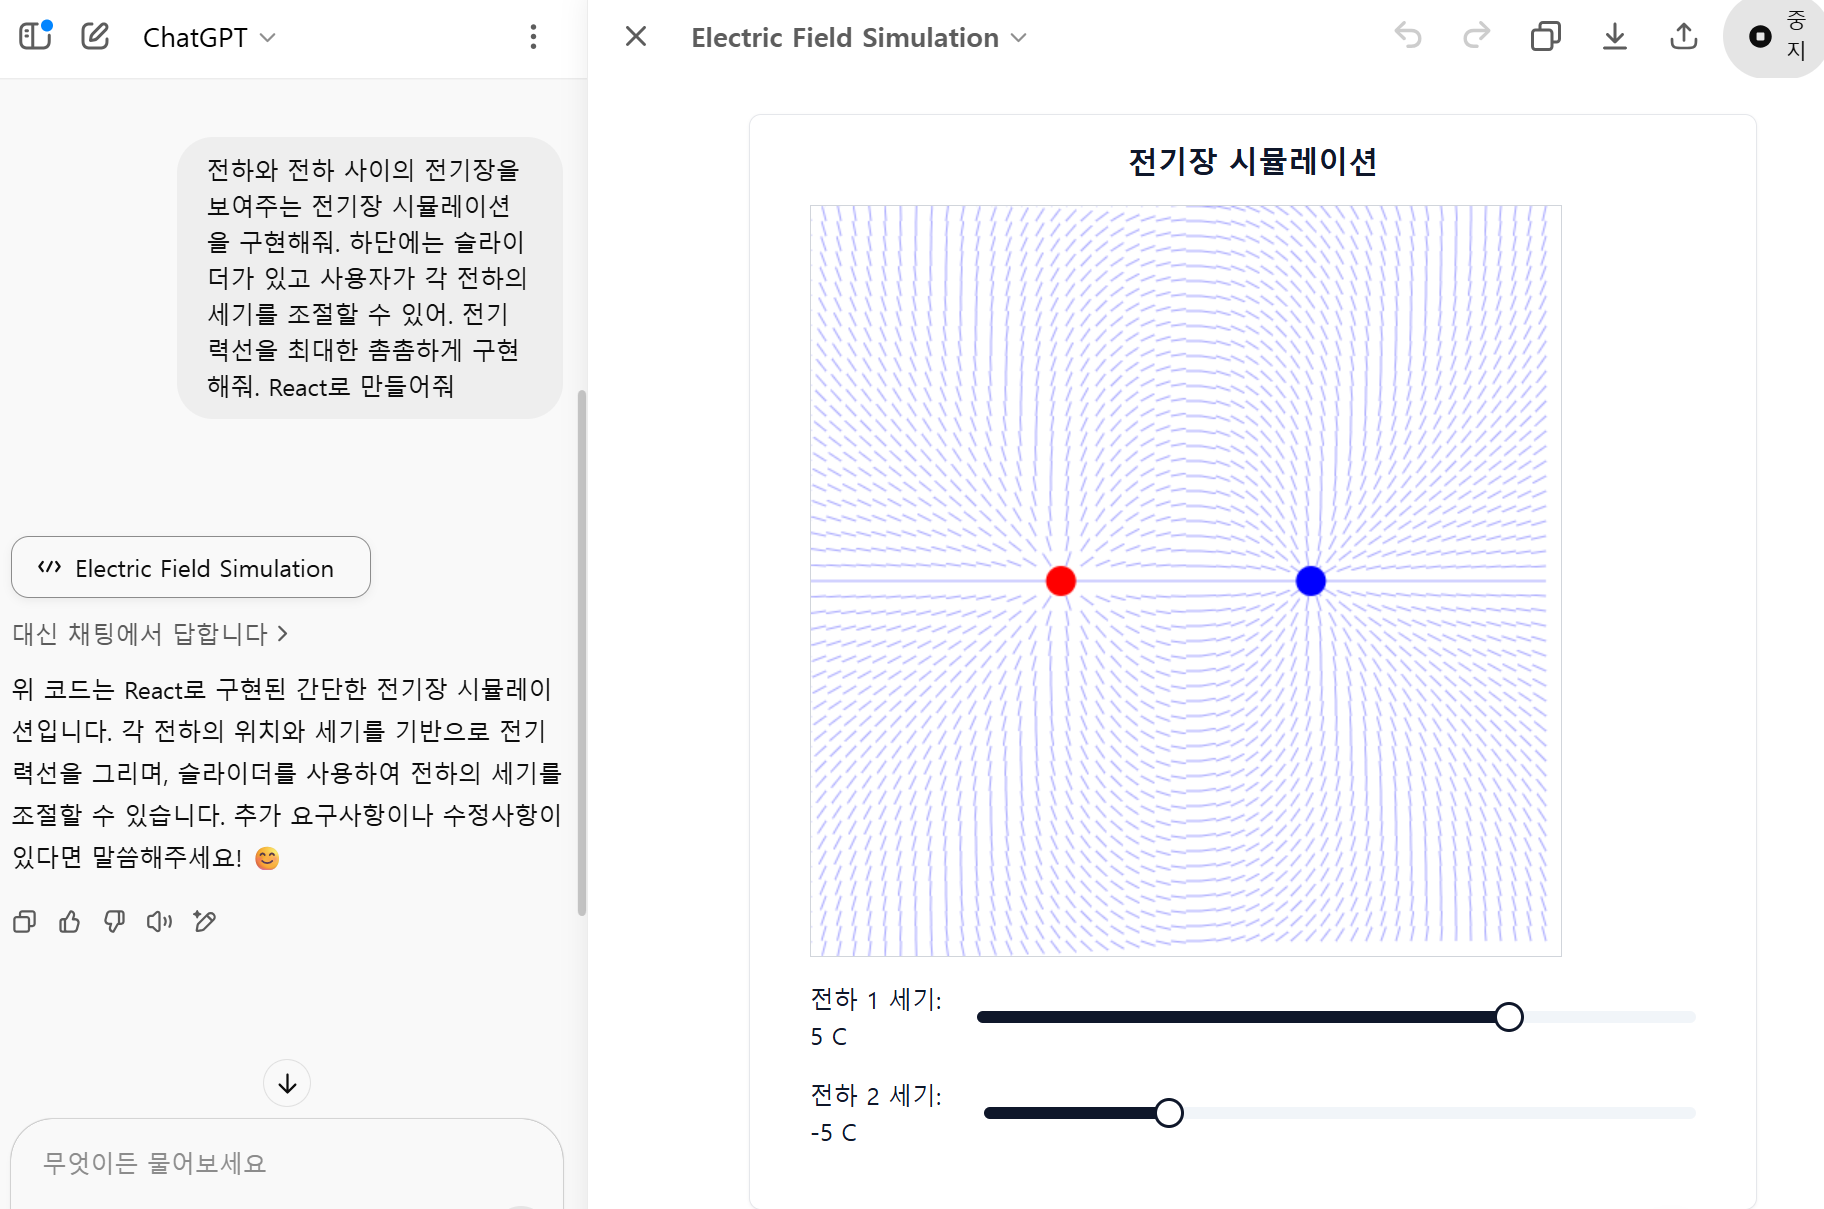 ChatGPT
전하와 전하 사이의 전기장을
보여주는 전기장 시뮬레이션
을 구현해줘. 하단에는 슬라이
더가 있고 사용자가 각 전하의
세기를 조절할 수 있어. 전기
력선을 최대한 촘촘하게 구현
해줘. React로 만들어줘
Electric Field Simulation
대신 채팅에서 답합니다
위 코드는 React로 구현된 간단한 전기장 시뮬레이
션입니다. 각 전하의 위치와 세기를 기반으로 전기
력선을 그리며, 슬라이더를 사용하여 전하의 세기를
조절할 수 있습니다. 추가 요구사항이나 수정사항이
있다면 말씀해주세요! 😊
무엇이든 물어보세요
Electric Field Simulation
중
지
전기장 시뮬레이션
전하 1 세기:
5 C
전하 2 세기:
-5 C